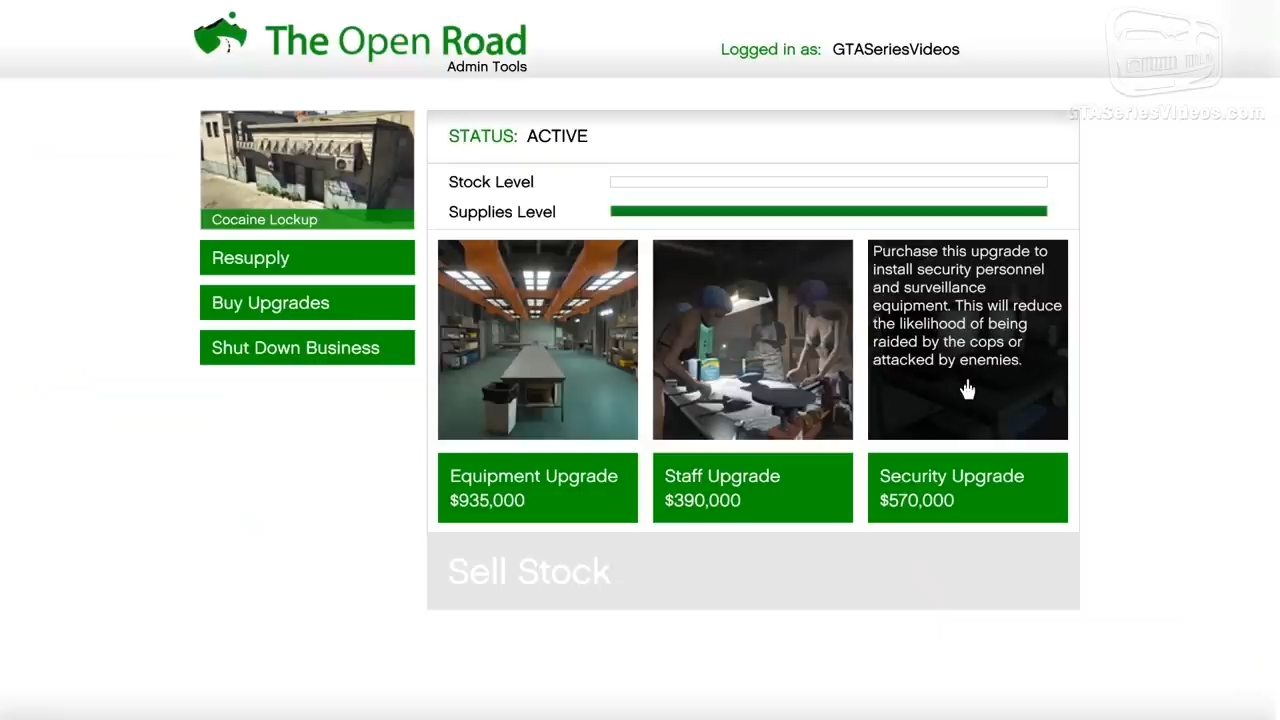 The Open Road
Admin Tools
Logged in as: GTASeriesVideos
GTASeriesVideos.com
Cocaine Lockup
Resupply
Buy Upgrades
Shut Down Business
STATUS: ACTIVE
Stock Level
Supplies Level
Purchase this upgrade to
install security personnel
and surveillance
equipment. This will reduce
the likelihood of being
raided by the cops or
attacked by enemies.
Equipment Upgrade
$935,000
Staff Upgrade
$390,000
Security Upgrade
$570,000
Sell Stock